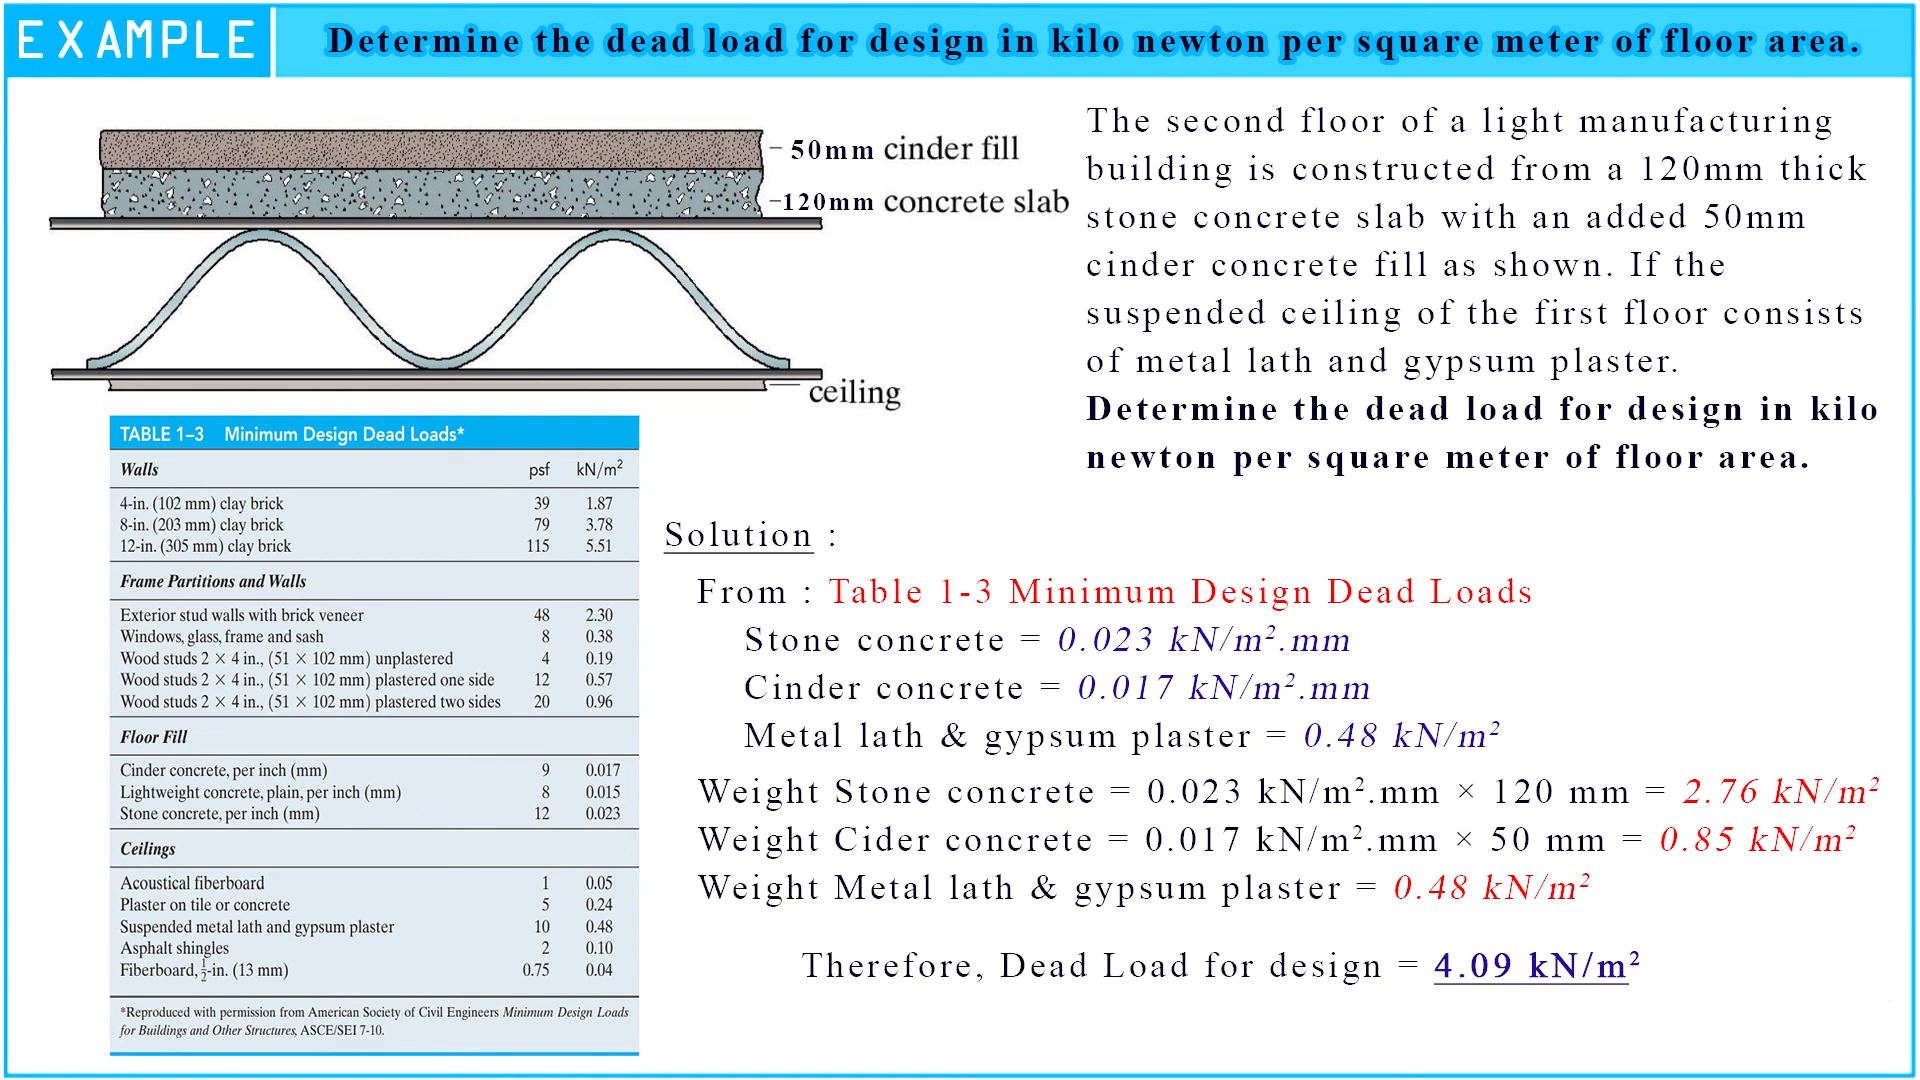 EXAMPLE
Determine the dead load for design in kilo newton per square meter of floor area.
50mm cinder fill
120mm concrete slab
ceiling
The second floor of a light manufacturing
building is constructed from a 120mm thick
stone concrete slab with an added 50mm
cinder concrete fill as shown. If the
suspended ceiling of the first floor consists
of metal lath and gypsum plaster.
Determine the dead load for design in kilo
newton per square meter of floor area.
TABLE 1–3 Minimum Design Dead Loads*
Walls psf kN/m²
4-in. (102 mm) clay brick 39 1.87
8-in. (203 mm) clay brick 79 3.78
12-in. (305 mm) clay brick 115 5.51
Frame Partitions and Walls
Exterior stud walls with brick veneer 48 2.30
Windows, glass, frame and sash 8 0.38
Wood studs 2 × 4 in., (51 × 102 mm) unplastered 4 0.19
Wood studs 2 × 4 in., (51 × 102 mm) plastered one side 12 0.57
Wood studs 2 × 4 in., (51 × 102 mm) plastered two sides 20 0.96
Floor Fill
Cinder concrete, per inch (mm) 9 0.017
Lightweight concrete, plain, per inch (mm) 8 0.015
Stone concrete, per inch (mm) 12 0.023
Ceilings
Acoustical fiberboard 1 0.05
Plaster on tile or concrete 5 0.24
Suspended metal lath and gypsum plaster 10 0.48
Asphalt shingles 2 0.10
Fiberboard, ½-in. (13 mm) 0.75 0.04
*Reproduced with permission from American Society of Civil Engineers Minimum Design Loads
for Buildings and Other Structures, ASCE/SEI 7-10.
Solution :
From : Table 1-3 Minimum Design Dead Loads
Stone concrete = 0.023 kN/m².mm
Cinder concrete = 0.017 kN/m².mm
Metal lath & gypsum plaster = 0.48 kN/m²
Weight Stone concrete = 0.023 kN/m².mm × 120 mm = 2.76 kN/m²
Weight Cider concrete = 0.017 kN/m².mm × 50 mm = 0.85 kN/m²
Weight Metal lath & gypsum plaster = 0.48 kN/m²
Therefore, Dead Load for design = 4.09 kN/m²